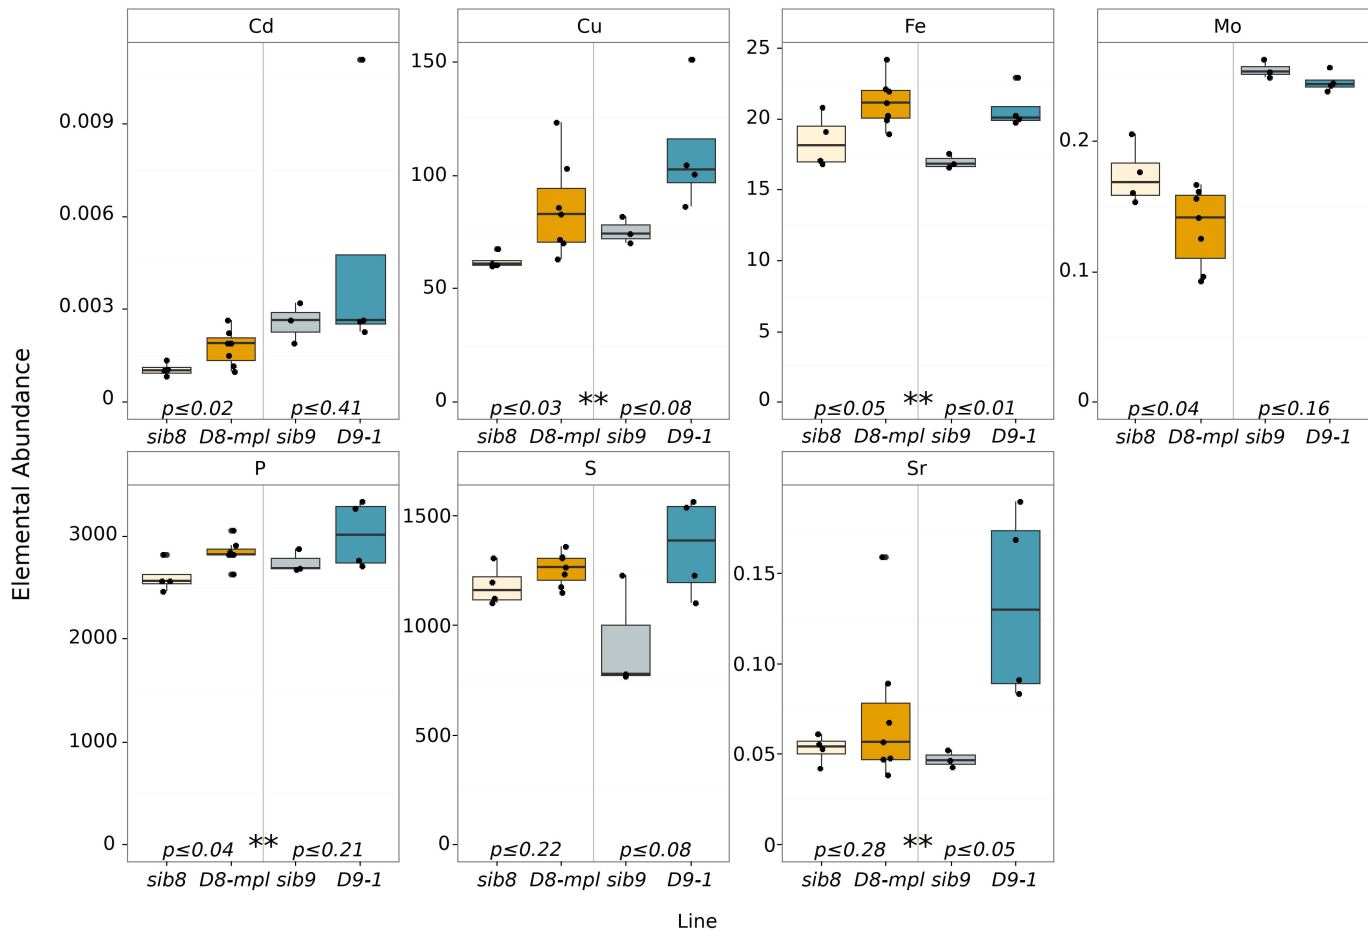 Elemental Abundance
Cd
0.009
0.006
0.003
0
p≤0.02 p≤0.41
sib8 D8-mpl sib9 D9-1
Cu
150
100
50
0
p≤0.03 ** p≤0.08
sib8 D8-mpl sib9 D9-1
Fe
25
20
15
10
5
0
p≤0.05 ** p≤0.01
sib8 D8-mpl sib9 D9-1
Mo
0.2
0.1
0
p≤0.04 p≤0.16
sib8 D8-mpl sib9 D9-1
P
3000
2000
1000
0
p≤0.04 ** p≤0.21
sib8 D8-mpl sib9 D9-1
S
1500
1000
500
0
p≤0.22 p≤0.08
sib8 D8-mpl sib9 D9-1
Sr
0.15
0.10
0.05
0
p≤0.28 ** p≤0.05
sib8 D8-mpl sib9 D9-1
Line